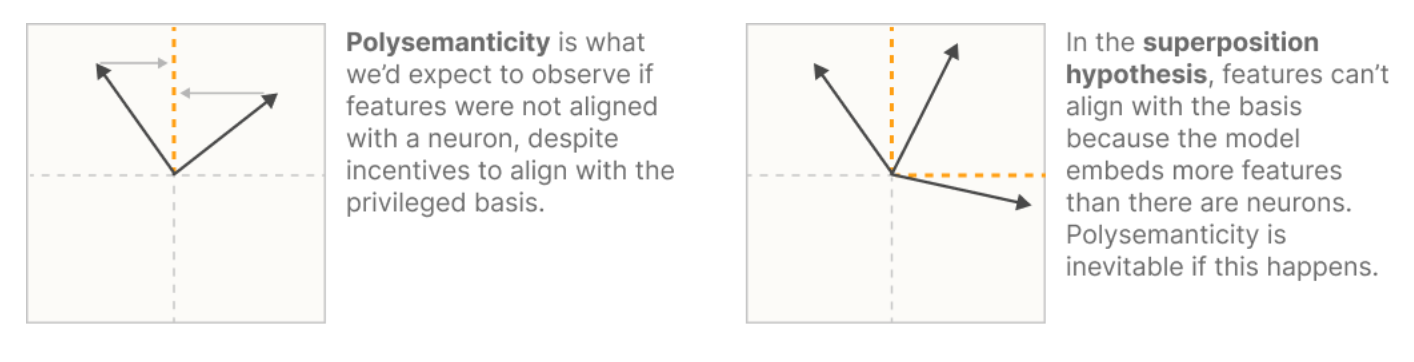 Polysemanticity is what
we’d expect to observe if
features were not aligned
with a neuron, despite
incentives to align with the
privileged basis.
In the superposition
hypothesis, features can’t
align with the basis
because the model
embeds more features
than there are neurons.
Polysemanticity is
inevitable if this happens.